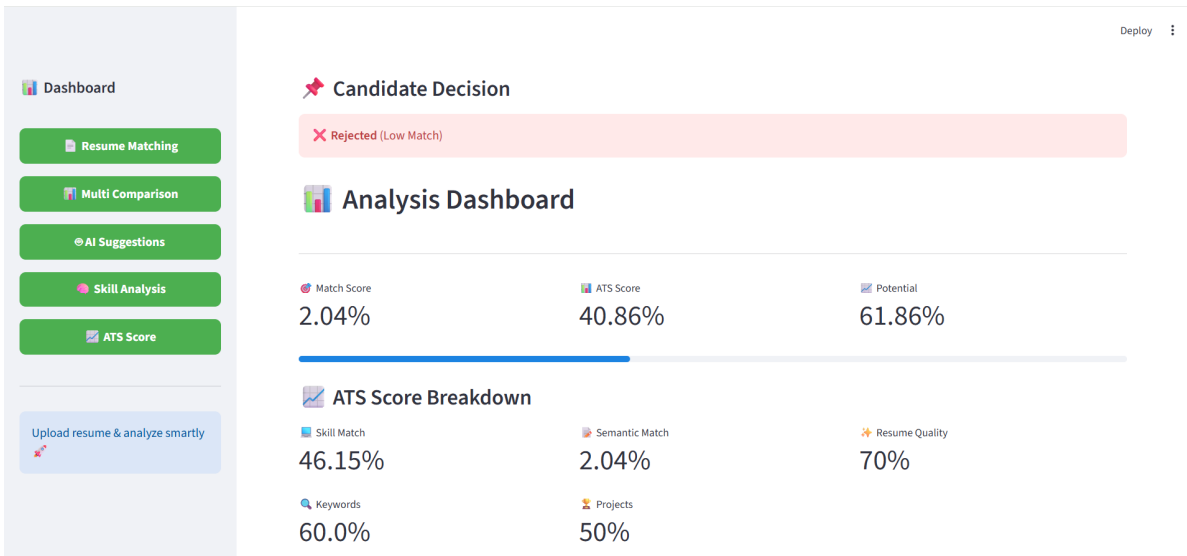 Deploy
Dashboard
Resume Matching
Multi Comparison
AI Suggestions
Skill Analysis
ATS Score
Upload resume & analyze smartly
Candidate Decision
Rejected (Low Match)
Analysis Dashboard
Match Score
2.04%
ATS Score
40.86%
Potential
61.86%
ATS Score Breakdown
Skill Match
46.15%
Semantic Match
2.04%
Resume Quality
70%
Keywords
60.0%
Projects
50%